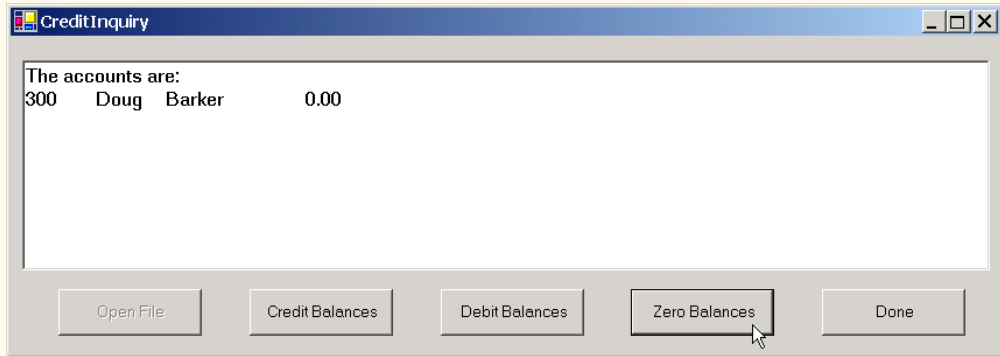 CreditInquiry
The accounts are:
300 Doug Barker 0.00
Open File Credit Balances Debit Balances Zero Balances Done